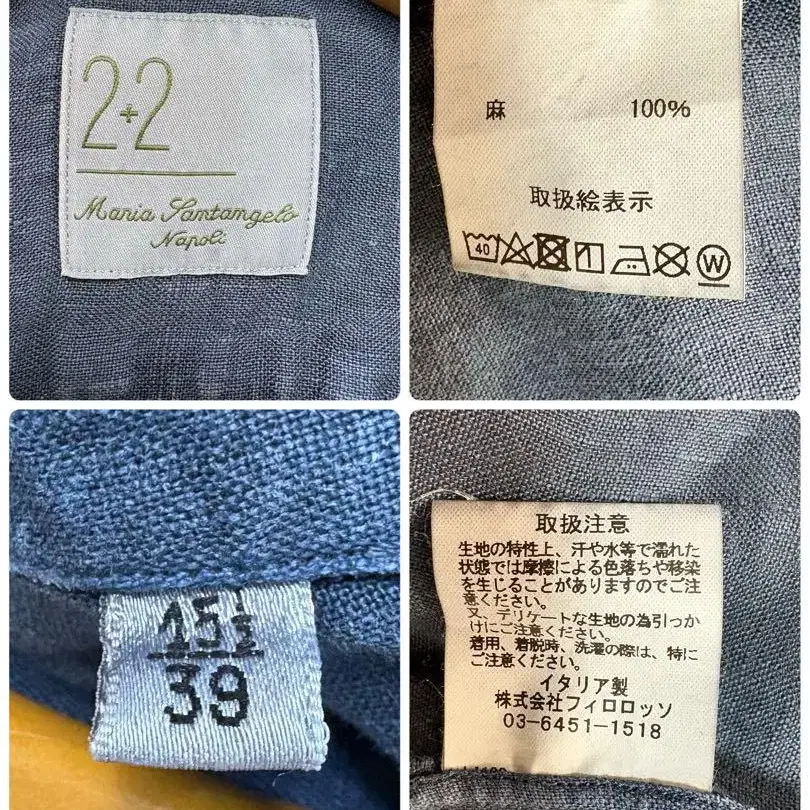 2+2
Maria Santangelo
Napoli
麻 100%
取扱絵表示
40
W
15 1/2
39
取扱注意
生地の特性上、汗や水等で濡れた
状態では摩擦による色落ちや移染
を生じることがありますのでご注
意ください。
又、デリケートな生地の為引っか
けにご注意ください。
着用、着脱時、洗濯の際は、特に
ご注意ください。
イタリア製
株式会社フィロロッソ
03-6451-1518